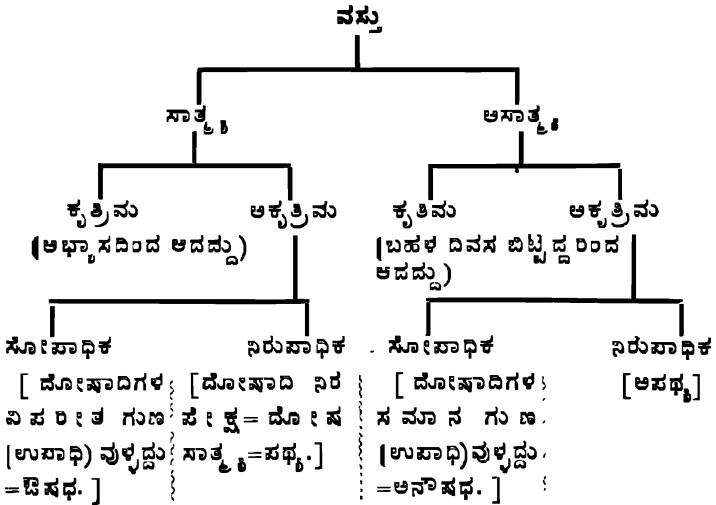 ವಸ್ತು
ಸಾತ್ಮ್ಯ ಅಸಾತ್ಮ್ಯ
ಕೃತ್ರಿಮ ಅಕೃತ್ರಿಮ ಕೃತಿಮ ಅಕೃತ್ರಿಮ
(ಅಭ್ಯಾಸದಿಂದ ಆದದ್ದು) (ಬಹಳ ದಿವಸ ಬಿಟ್ಟದ್ದರಿಂದ
ಆದದ್ದು)
ಸೋಪಾಧಿಕ ನಿರುಪಾಧಿಕ ಸೋಪಾಧಿಕ ನಿರುಪಾಧಿಕ
[ ದೋಷಾದಿಗಳ [ದೋಷಾದಿ ನಿರ [ ದೋಷಾದಿಗಳ [ಅಪಥ್ಯ]
ವಿಪರೀತ ಗುಣ ಪೇಕ್ಷ=ದೋಷ ಸಮಾನ ಗುಣ
(ಉಪಾಧಿ) ವುಳ್ಳದ್ದು ಸಾತ್ಮ್ಯ=ಪಥ್ಯ.] (ಉಪಾಧಿ)ವುಳ್ಳದ್ದು
=ಔಷಧ. ] =ಅನೌಷಧ. ]